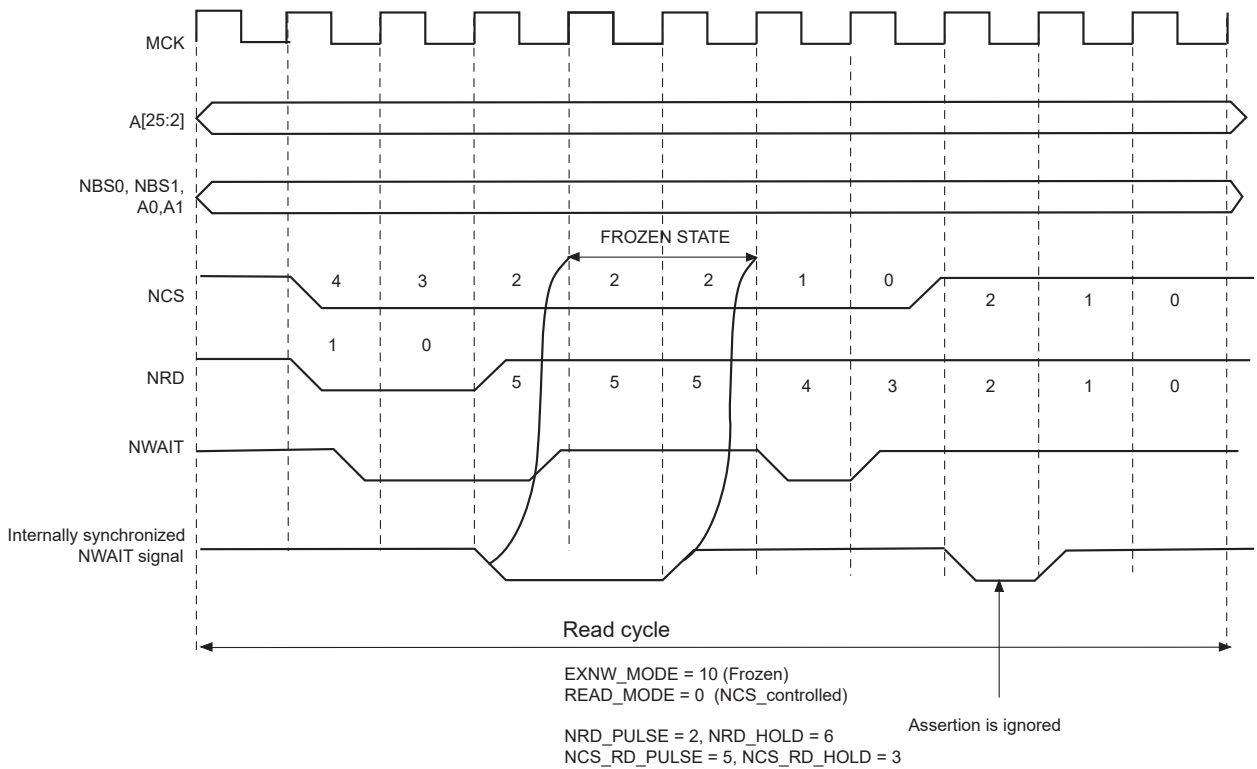 MCK
A[25:2]
NBS0, NBS1,
A0,A1
FROZEN STATE
4 3 2 2 2 1 0
NCS
2 1 0
1 0
NRD
5 5 5 4 3 2 1 0
NWAIT
Internally synchronized
NWAIT signal
Read cycle
EXNW_MODE = 10 (Frozen)
READ_MODE = 0 (NCS_controlled)
Assertion is ignored
NRD_PULSE = 2, NRD_HOLD = 6
NCS_RD_PULSE = 5, NCS_RD_HOLD = 3